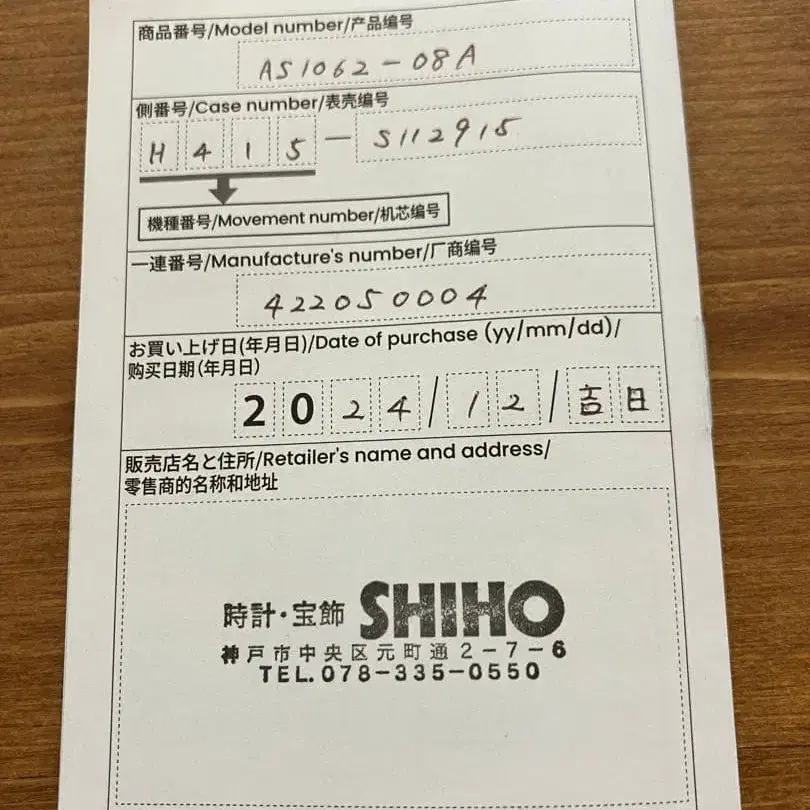 商品番号/Model number/产品编号
AS1062-08A
側番号/Case number/表壳编号
H415-S112915
機種番号/Movement number/机芯编号
一連番号/Manufacture's number/厂商编号
422050004
お買い上げ日(年月日)/Date of purchase (yy/mm/dd)/
购买日期(年月日)
2024/12/吉日
販売店名と住所/Retailer's name and address/
零售商的名称和地址
時計・宝飾 SHIHO
神戸市中央区元町通2-7-6
TEL.078-335-0550